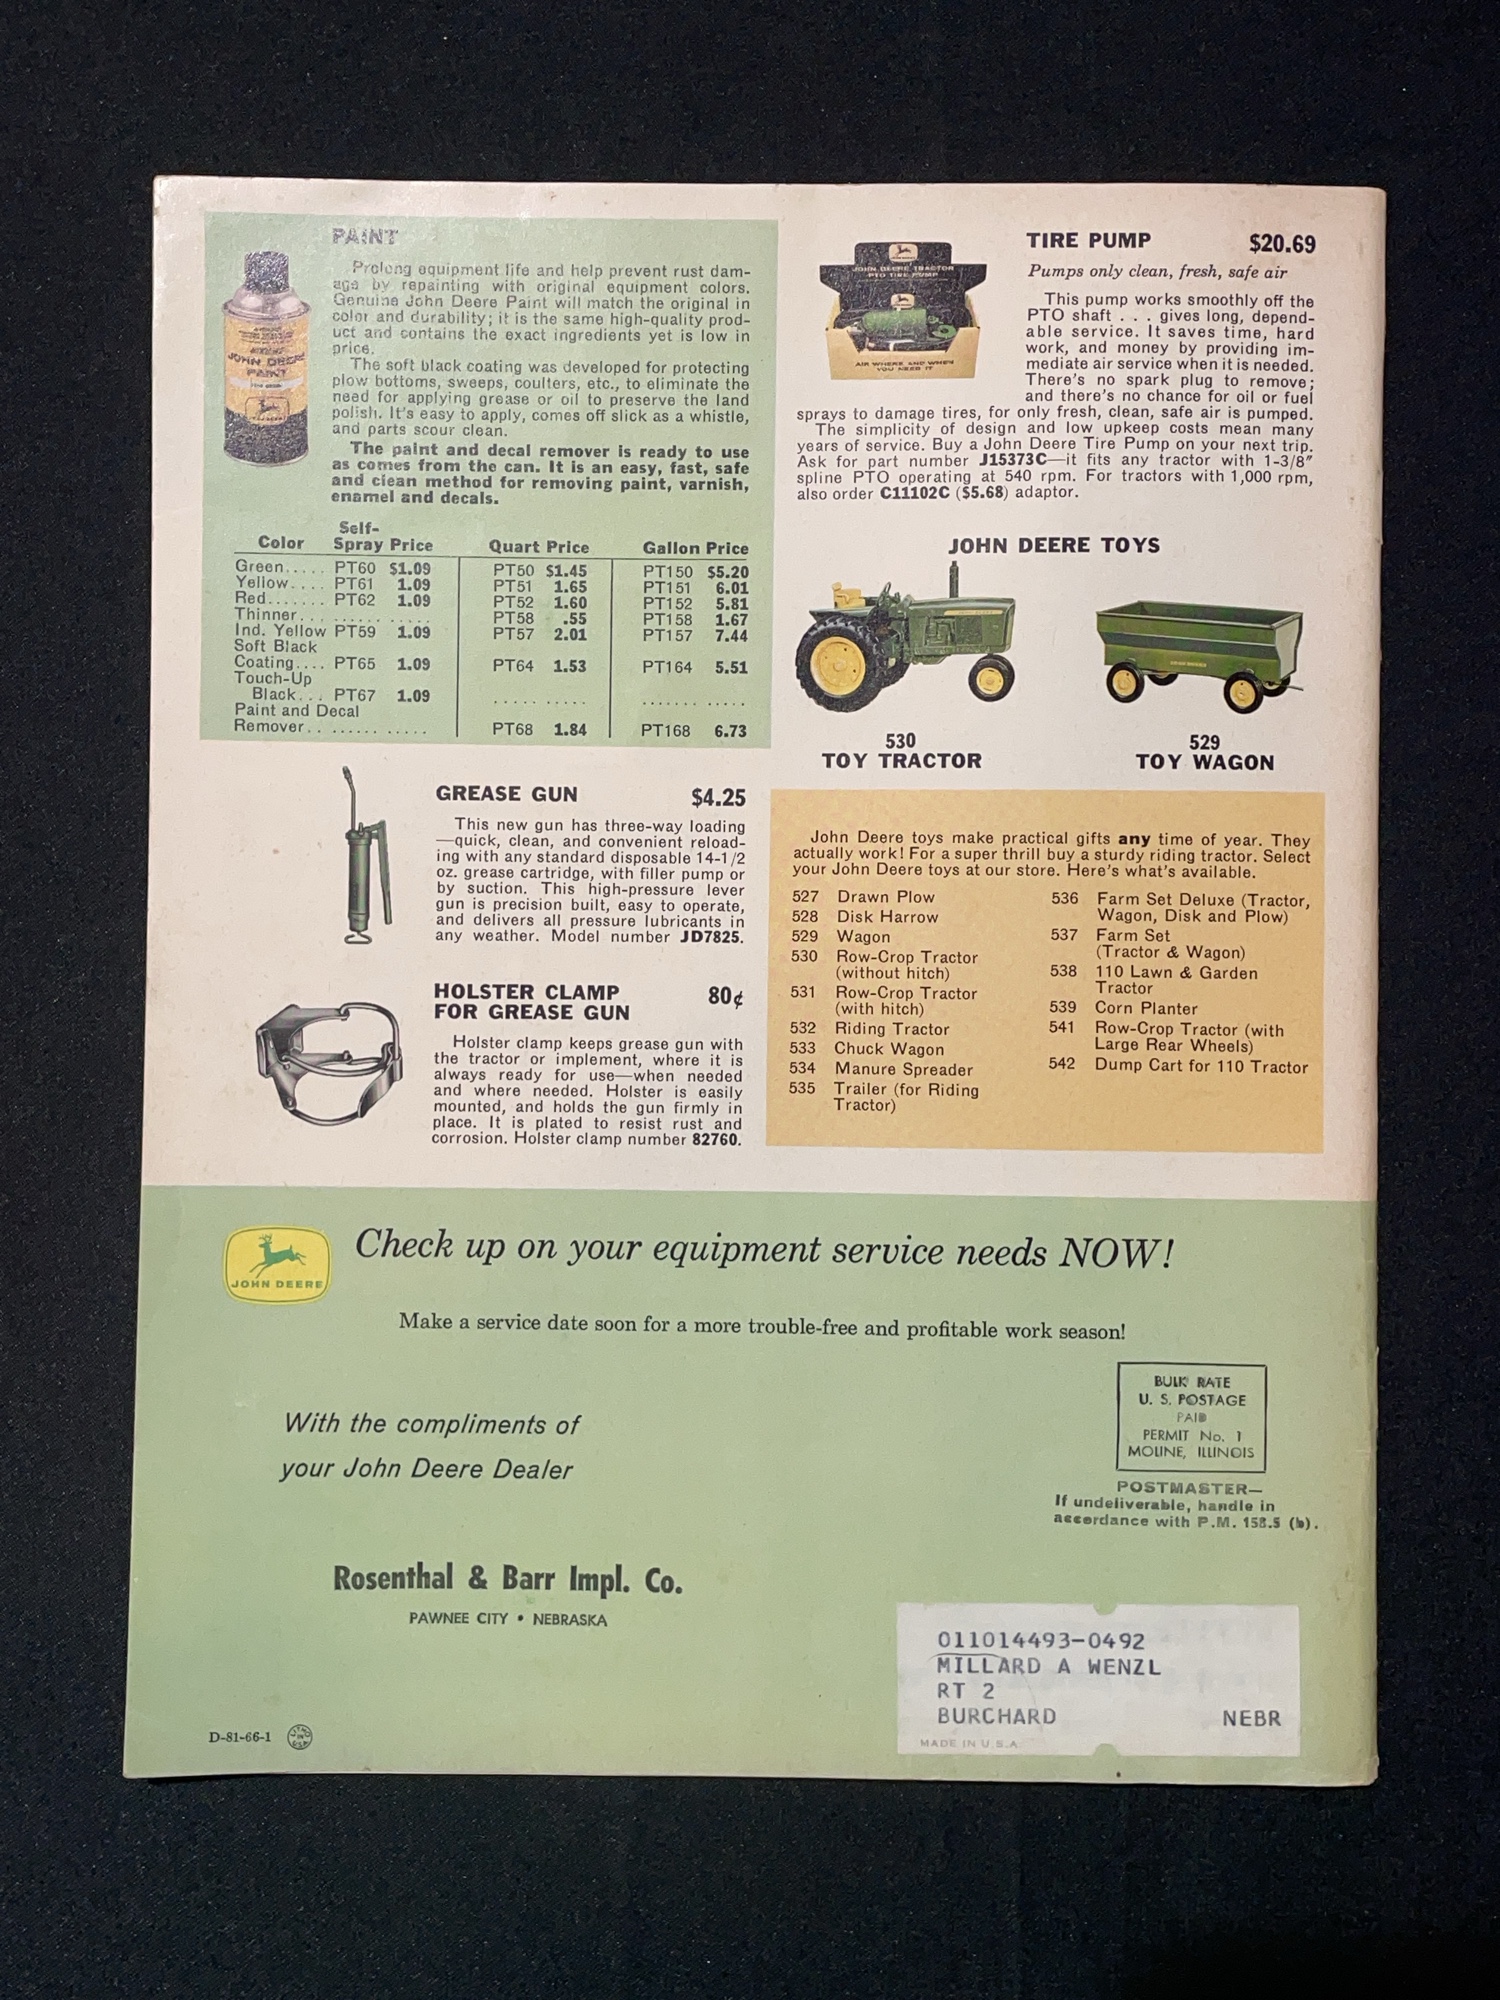 PAINT
Prolong equipment life and help prevent rust dam-
age by repainting with original equipment colors.
Genuine John Deere Paint will match the original in
color and durability; it is the same high-quality prod-
uct and contains the exact ingredients yet is low in
price.
The soft black coating was developed for protecting
plow bottoms, sweeps, coulters, etc., to eliminate the
need for applying grease or oil to preserve the land
polish. It's easy to apply, comes off slick as a whistle,
and parts scour clean.
The paint and decal remover is ready to use
as comes from the can. It is an easy, fast, safe
and clean method for removing paint, varnish,
enamel and decals.
JOHN DEERE
PAINT
Color Self-Spray Price Quart Price Gallon Price
Green..... PT60 $1.09 PT50 $1.45 PT150 $5.20
Yellow.... PT61 1.09 PT51 1.65 PT151 6.01
Red....... PT62 1.09 PT52 1.60 PT152 5.81
Thinner... ........... PT58 .55 PT158 1.67
Ind. Yellow PT59 1.09 PT57 2.01 PT157 7.44
Soft Black
Coating.... PT65 1.09 PT64 1.53 PT164 5.51
Touch-Up
Black... PT67 1.09 .......... ............
Paint and Decal
Remover.. ............ PT68 1.84 PT168 6.73
GREASE GUN $4.25
This new gun has three-way loading
—quick, clean, and convenient reload-
ing with any standard disposable 14-1/2
oz. grease cartridge, with filler pump or
by suction. This high-pressure lever
gun is precision built, easy to operate,
and delivers all pressure lubricants in
any weather. Model number JD7825.
HOLSTER CLAMP
FOR GREASE GUN 80¢
Holster clamp keeps grease gun with
the tractor or implement, where it is
always ready for use—when needed
and where needed. Holster is easily
mounted, and holds the gun firmly in
place. It is plated to resist rust and
corrosion. Holster clamp number 82760.
JOHN DEERE TRACTOR
PTO TIRE PUMP
AIR WHERE AND WHEN
YOU NEED IT
TIRE PUMP $20.69
Pumps only clean, fresh, safe air
This pump works smoothly off the
PTO shaft . . . gives long, depend-
able service. It saves time, hard
work, and money by providing im-
mediate air service when it is needed.
There's no spark plug to remove;
and there's no chance for oil or fuel
sprays to damage tires, for only fresh, clean, safe air is pumped.
The simplicity of design and low upkeep costs mean many
years of service. Buy a John Deere Tire Pump on your next trip.
Ask for part number J15373C—it fits any tractor with 1-3/8"
spline PTO operating at 540 rpm. For tractors with 1,000 rpm,
also order C11102C ($5.68) adaptor.
JOHN DEERE TOYS
530
TOY TRACTOR
529
TOY WAGON
John Deere toys make practical gifts any time of year. They
actually work! For a super thrill buy a sturdy riding tractor. Select
your John Deere toys at our store. Here's what's available.
527 Drawn Plow
528 Disk Harrow
529 Wagon
530 Row-Crop Tractor
(without hitch)
531 Row-Crop Tractor
(with hitch)
532 Riding Tractor
533 Chuck Wagon
534 Manure Spreader
535 Trailer (for Riding
Tractor)
536 Farm Set Deluxe (Tractor,
Wagon, Disk and Plow)
537 Farm Set
(Tractor & Wagon)
538 110 Lawn & Garden
Tractor
539 Corn Planter
541 Row-Crop Tractor (with
Large Rear Wheels)
542 Dump Cart for 110 Tractor
JOHN DEERE
Check up on your equipment service needs NOW!
Make a service date soon for a more trouble-free and profitable work season!
With the compliments of
your John Deere Dealer
BULK RATE
U. S. POSTAGE
PAID
PERMIT No. 1
MOLINE, ILLINOIS
POSTMASTER—
If undeliverable, handle in
accordance with P.M. 158.5 (b).
Rosenthal & Barr Impl. Co.
PAWNEE CITY • NEBRASKA
011014493-0492
MILLARD A WENZL
RT 2
BURCHARD NEBR
MADE IN U.S.A.
D-81-66-1
LITHO IN USA